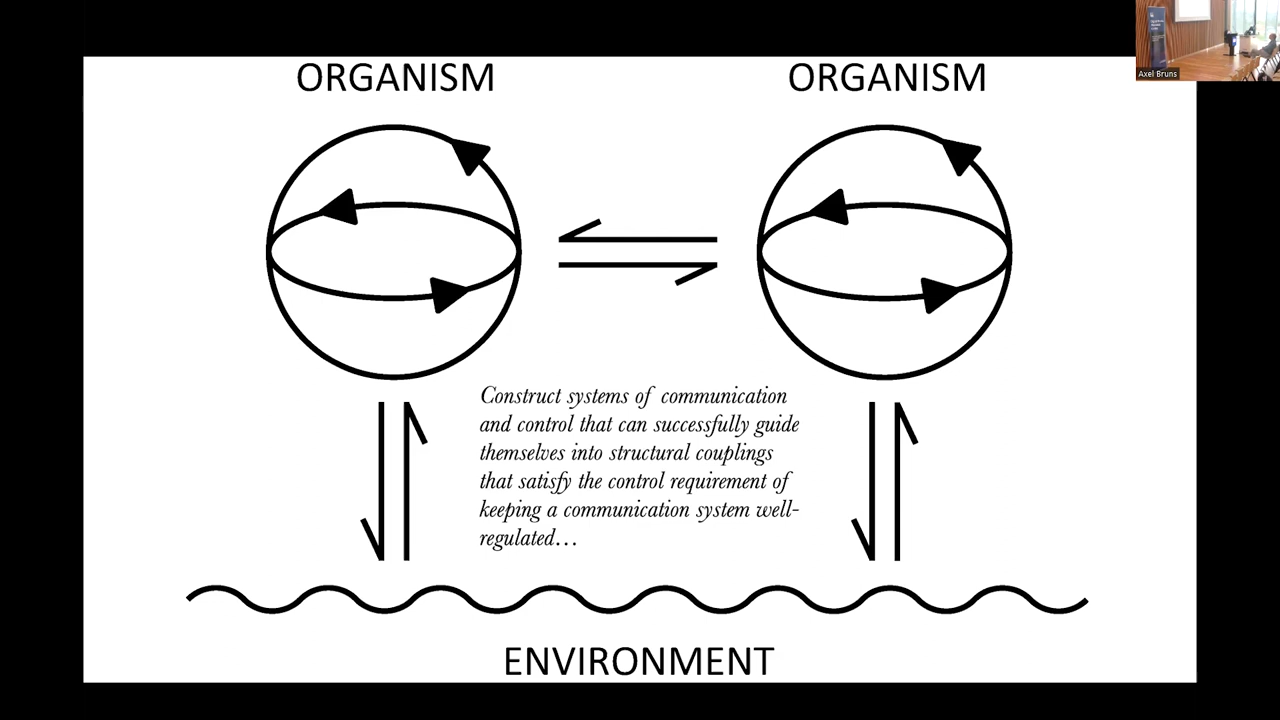 Axel Bruns
ORGANISM
ORGANISM
Construct systems of communication
and control that can successfully guide
themselves into structural couplings
that satisfy the control requirement of
keeping a communication system well-
regulated…
ENVIRONMENT